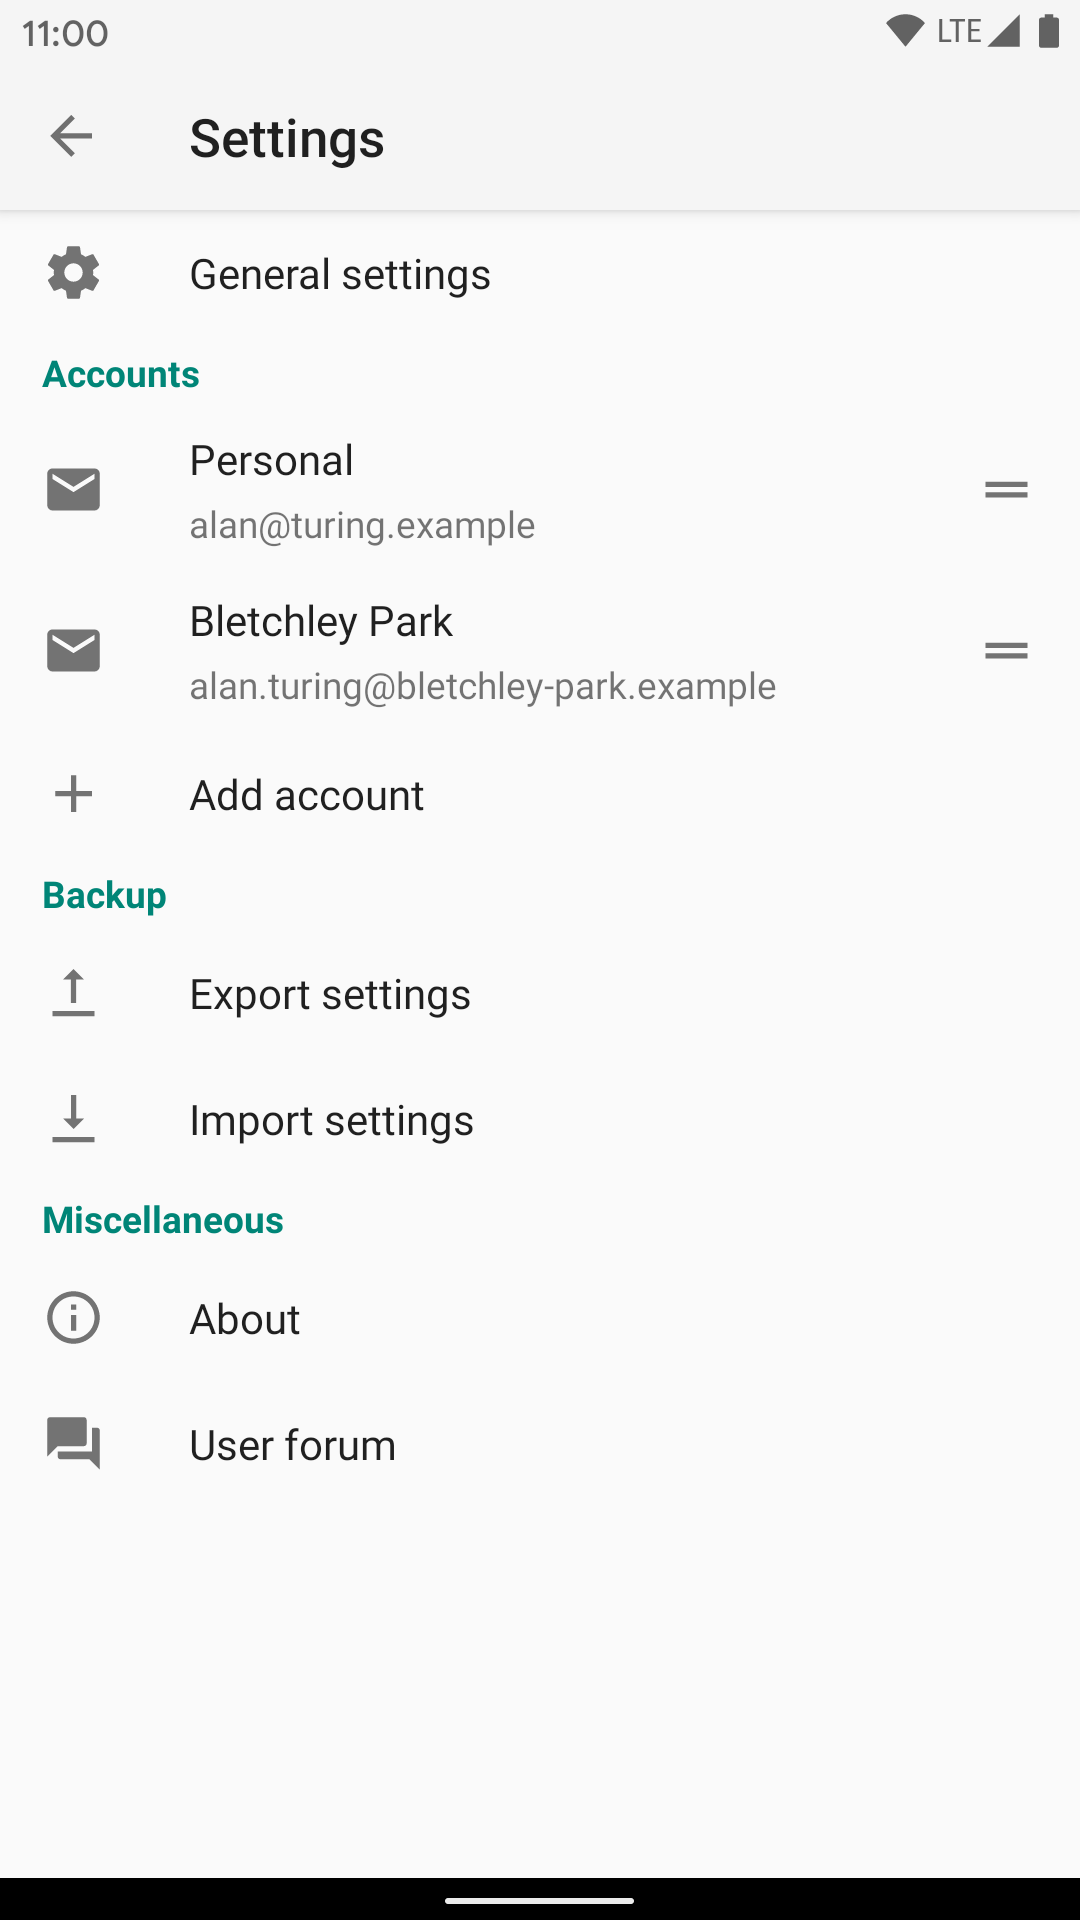 11:00 LTE
Settings
General settings
Accounts
Personal
alan@turing.example
Bletchley Park
alan.turing@bletchley-park.example
Add account
Backup
Export settings
Import settings
Miscellaneous
About
User forum